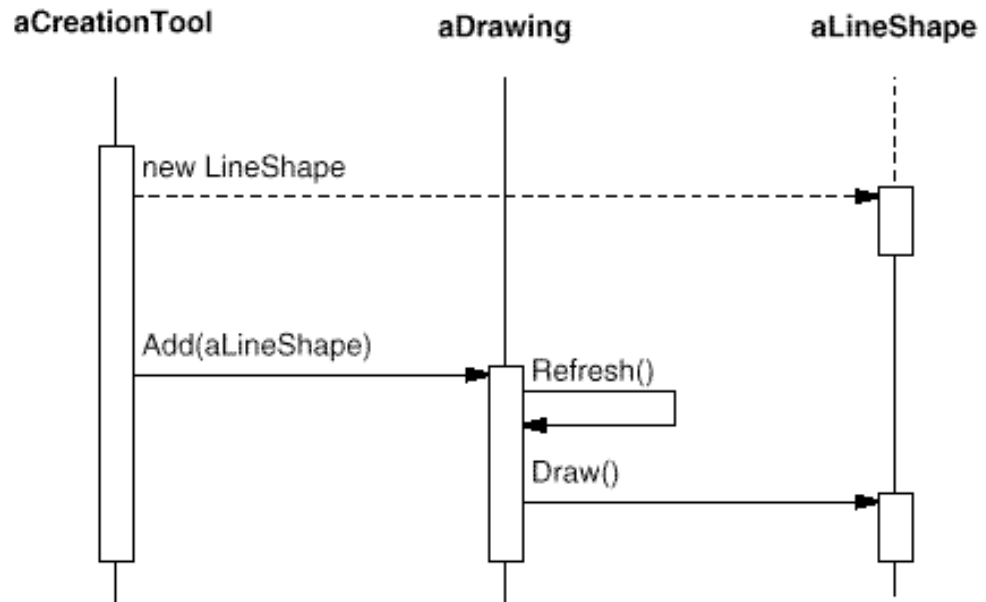 aCreationTool
aDrawing
aLineShape
new LineShape
Add(aLineShape)
Refresh()
Draw()